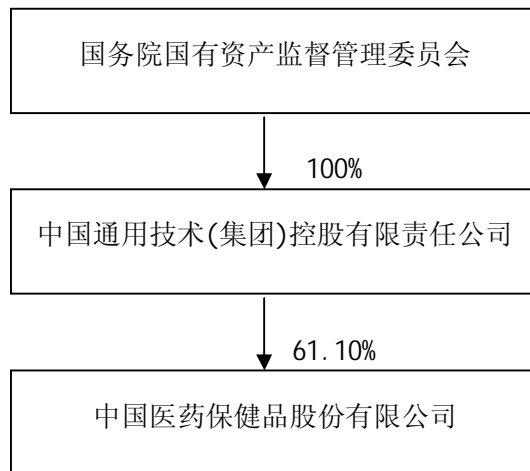 国务院国有资产监督管理委员会
100%
中国通用技术(集团)控股有限责任公司
61.10%
中国医药保健品股份有限公司